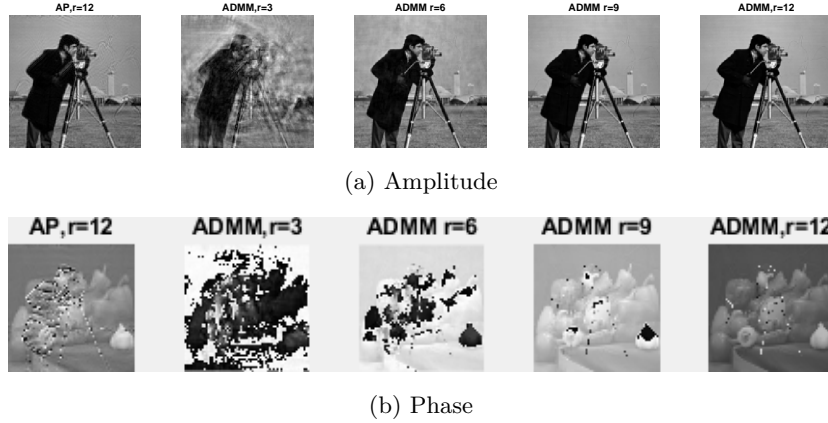 AP,r=12 ADMM,r=3 ADMM r=6 ADMM r=9 ADMM,r=12
(a) Amplitude
AP,r=12 ADMM,r=3 ADMM r=6 ADMM r=9 ADMM,r=12
(b) Phase